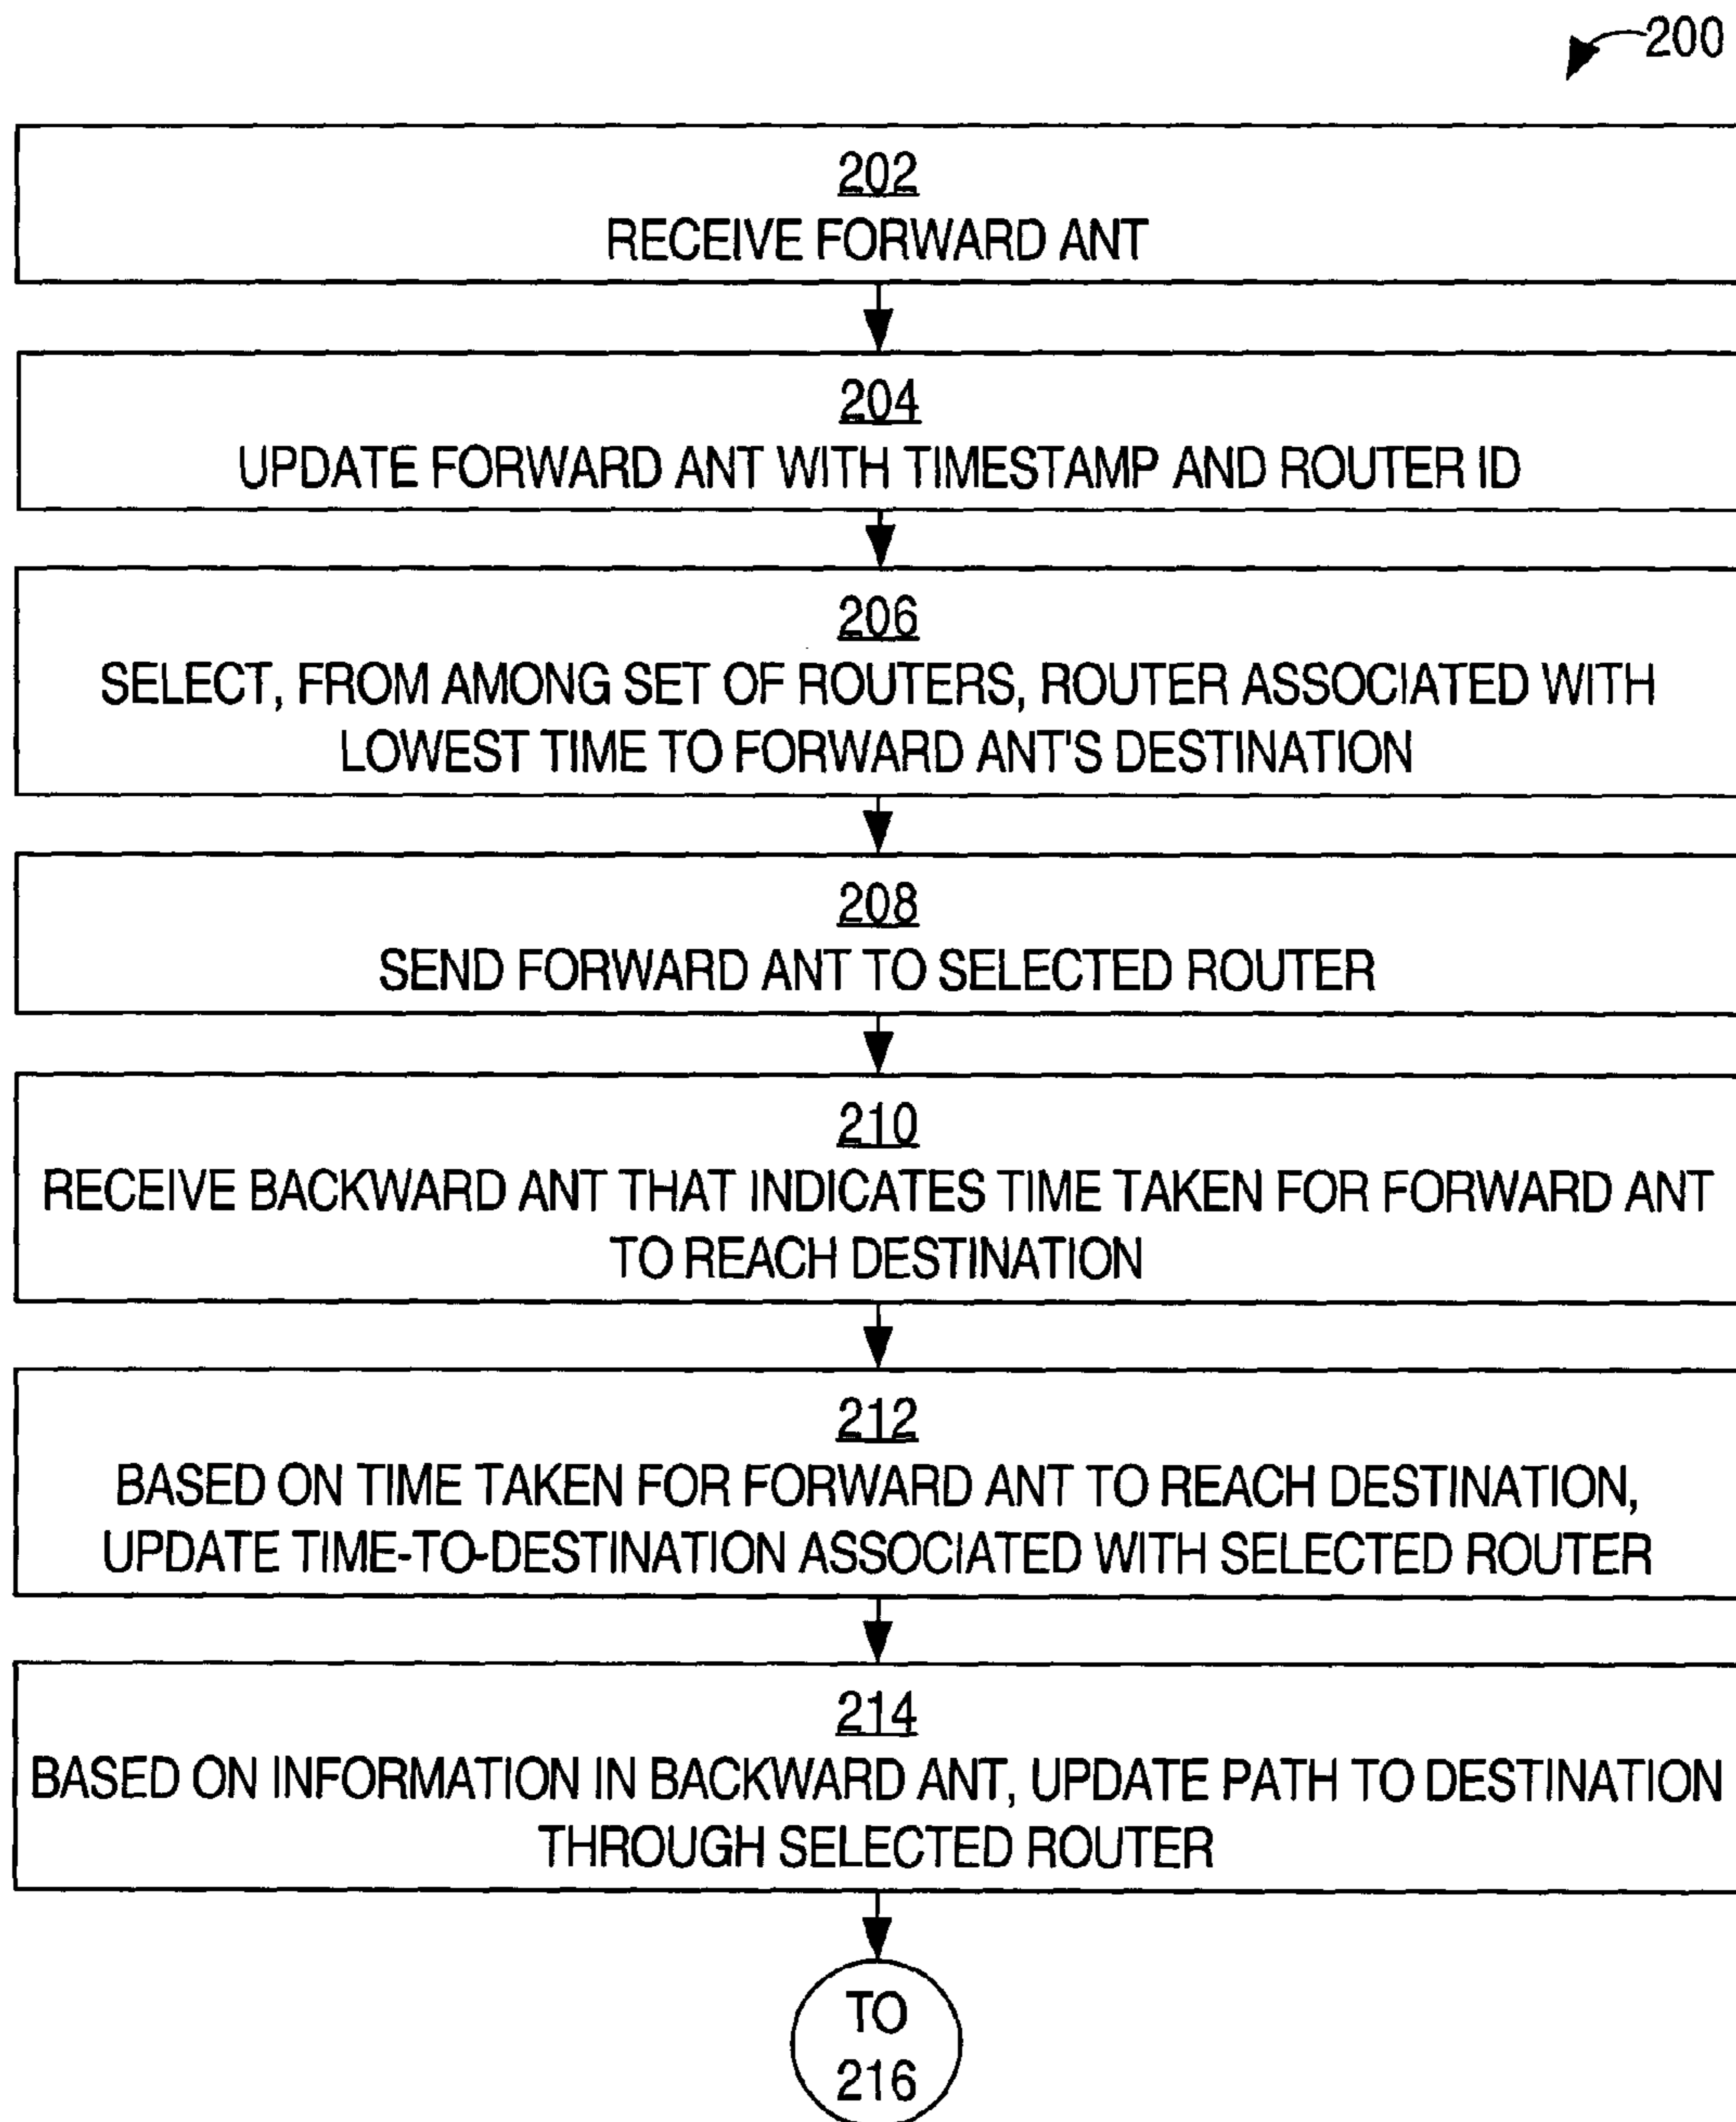 200
202
RECEIVE FORWARD ANT
204
UPDATE FORWARD ANT WITH TIMESTAMP AND ROUTER ID
206
SELECT, FROM AMONG SET OF ROUTERS, ROUTER ASSOCIATED WITH
LOWEST TIME TO FORWARD ANT'S DESTINATION
208
SEND FORWARD ANT TO SELECTED ROUTER
210
RECEIVE BACKWARD ANT THAT INDICATES TIME TAKEN FOR FORWARD ANT
TO REACH DESTINATION
212
BASED ON TIME TAKEN FOR FORWARD ANT TO REACH DESTINATION,
UPDATE TIME-TO-DESTINATION ASSOCIATED WITH SELECTED ROUTER
214
BASED ON INFORMATION IN BACKWARD ANT, UPDATE PATH TO DESTINATION
THROUGH SELECTED ROUTER
TO
216